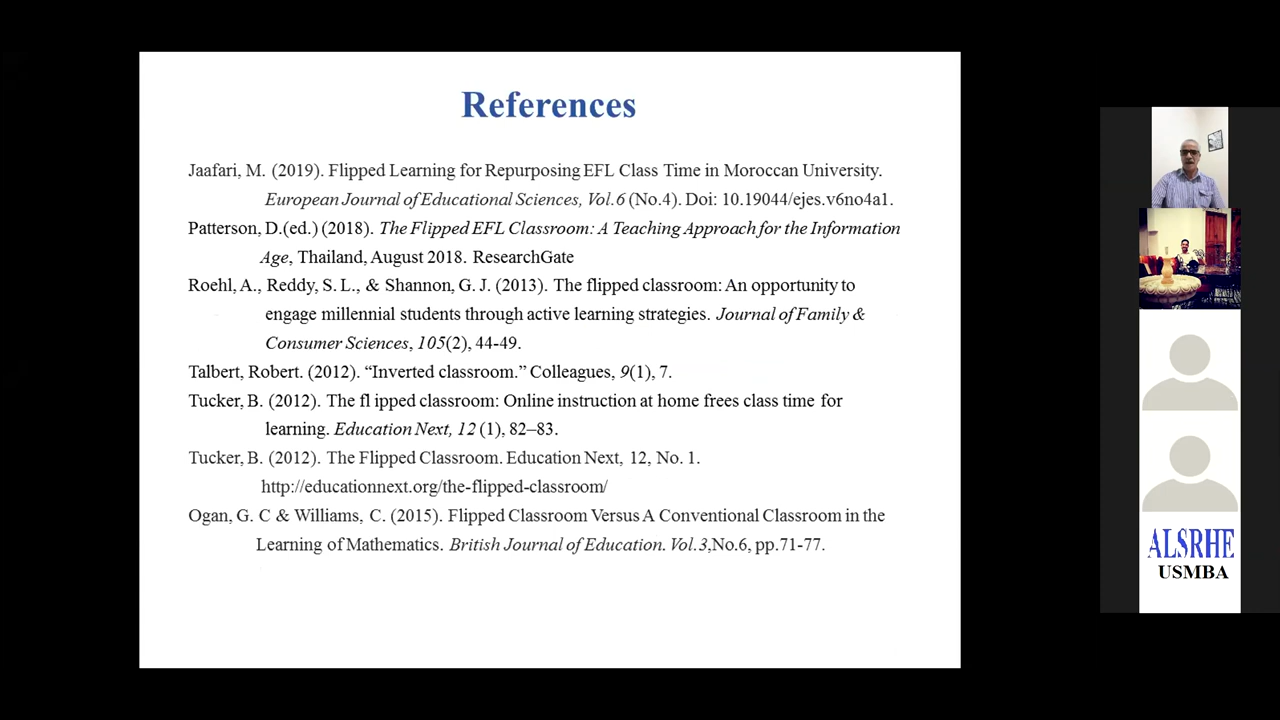 References
Jaafari, M. (2019). Flipped Learning for Repurposing EFL Class Time in Moroccan University.
European Journal of Educational Sciences, Vol.6 (No.4). Doi: 10.19044/ejes.v6no4a1.
Patterson, D.(ed.) (2018). The Flipped EFL Classroom: A Teaching Approach for the Information
Age, Thailand, August 2018. ResearchGate
Roehl, A., Reddy, S. L., & Shannon, G. J. (2013). The flipped classroom: An opportunity to
engage millennial students through active learning strategies. Journal of Family &
Consumer Sciences, 105(2), 44-49.
Talbert, Robert. (2012). “Inverted classroom.” Colleagues, 9(1), 7.
Tucker, B. (2012). The fl ipped classroom: Online instruction at home frees class time for
learning. Education Next, 12 (1), 82–83.
Tucker, B. (2012). The Flipped Classroom. Education Next, 12, No. 1.
http://educationnext.org/the-flipped-classroom/
Ogan, G. C & Williams, C. (2015). Flipped Classroom Versus A Conventional Classroom in the
Learning of Mathematics. British Journal of Education. Vol.3,No.6, pp.71-77.
ALSRHE
USMBA